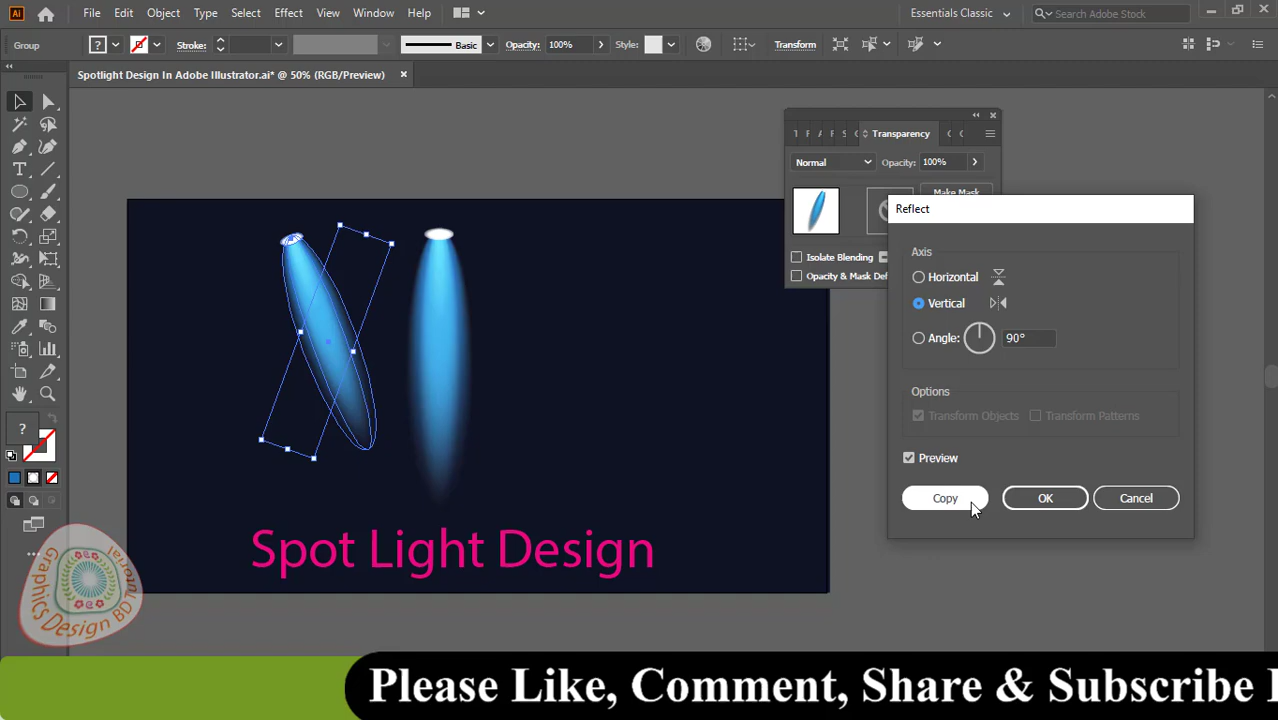 File Edit Object Type Select Effect View Window Help
Essentials Classic
Search Adobe Stock
Group
Stroke:
Basic
Opacity: 100%
Style:
Transform
Spotlight Design In Adobe Illustrator.ai* @ 50% (RGB/Preview)
Transparency
Normal
Opacity: 100%
Make Mask
Isolate Blending
Opacity & Mask Def
Reflect
Axis
Horizontal
Vertical
Angle: 90°
Options
Transform Objects
Transform Patterns
Preview
Copy
OK
Cancel
Spot Light Design
Graphics Design BD Tutorial
Please Like, Comment, Share & Subscribe